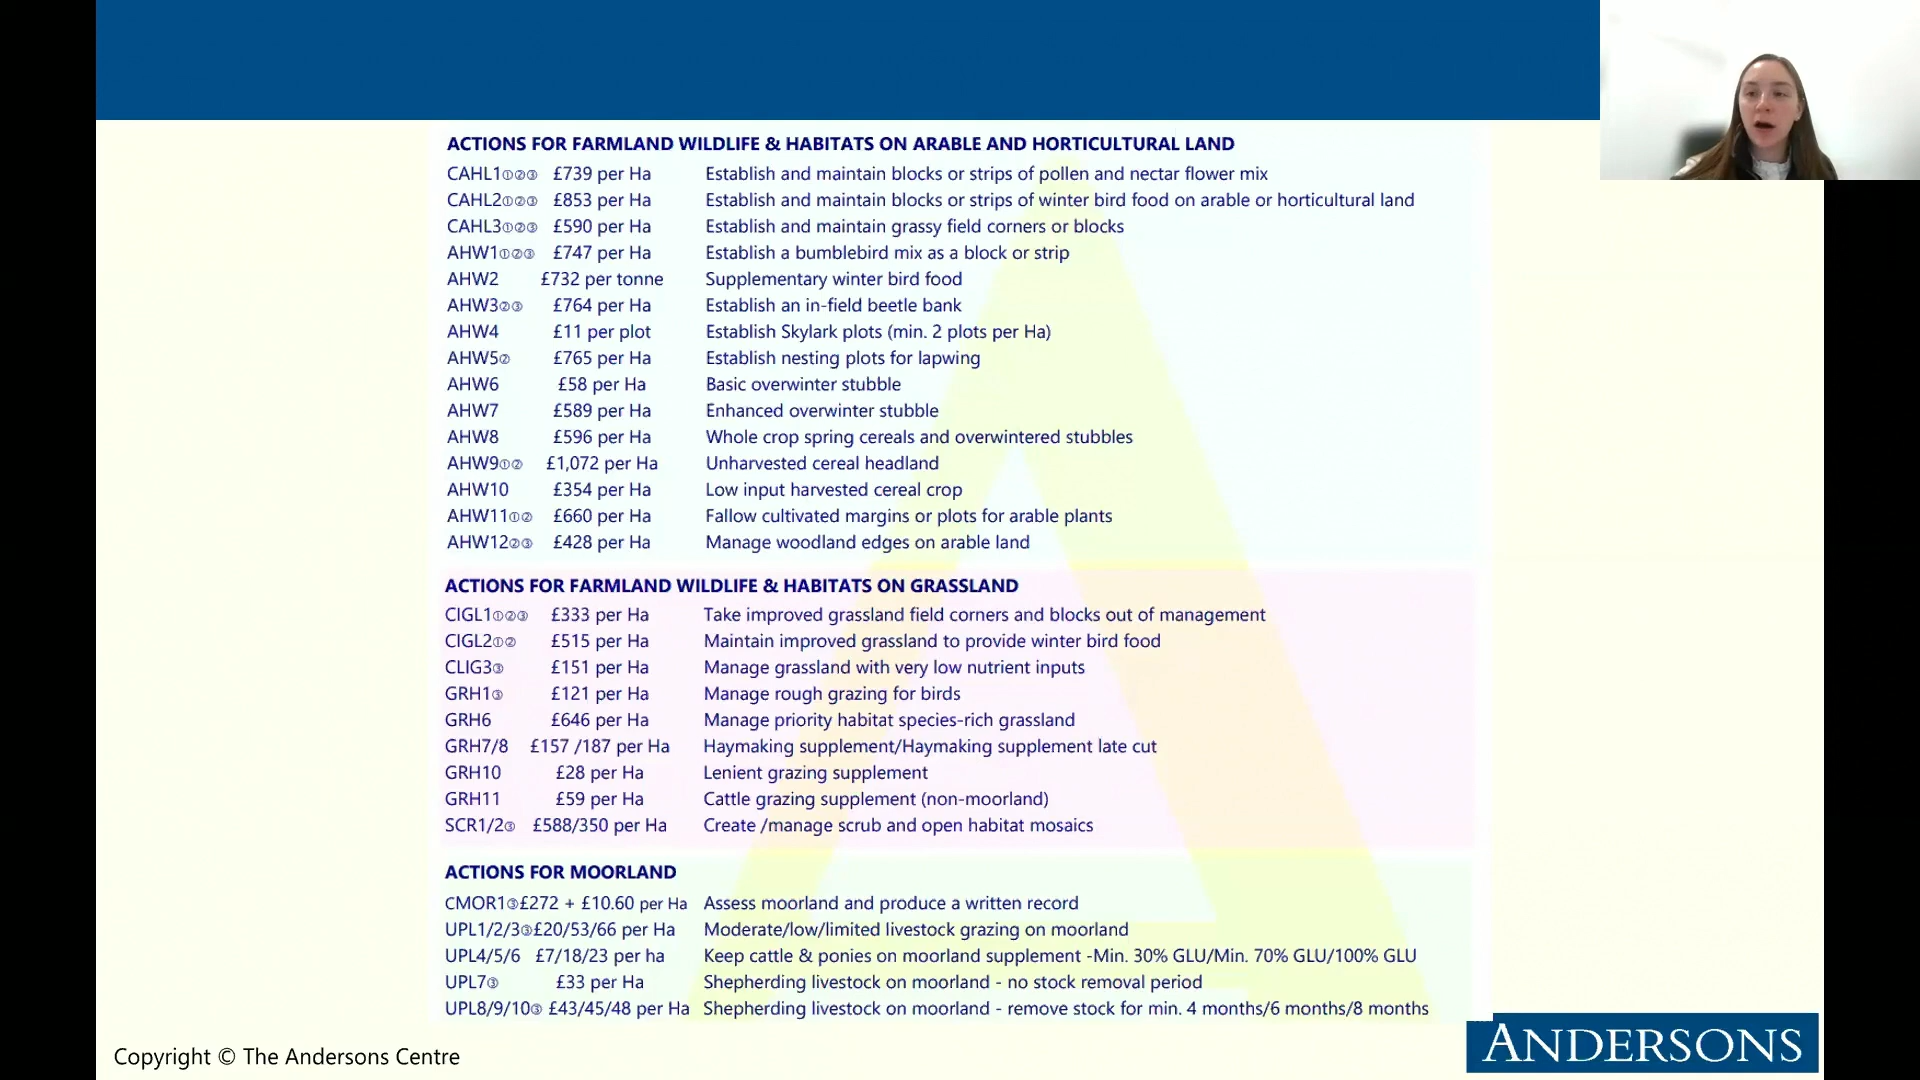 ACTIONS FOR FARMLAND WILDLIFE & HABITATS ON ARABLE AND HORTICULTURAL LAND
CAHL1①②③ £739 per Ha Establish and maintain blocks or strips of pollen and nectar flower mix
CAHL2①②③ £853 per Ha Establish and maintain blocks or strips of winter bird food on arable or horticultural land
CAHL3①②③ £590 per Ha Establish and maintain grassy field corners or blocks
AHW1①②③ £747 per Ha Establish a bumblebird mix as a block or strip
AHW2 £732 per tonne Supplementary winter bird food
AHW3②③ £764 per Ha Establish an in-field beetle bank
AHW4 £11 per plot Establish Skylark plots (min. 2 plots per Ha)
AHW5② £765 per Ha Establish nesting plots for lapwing
AHW6 £58 per Ha Basic overwinter stubble
AHW7 £589 per Ha Enhanced overwinter stubble
AHW8 £596 per Ha Whole crop spring cereals and overwintered stubbles
AHW9①② £1,072 per Ha Unharvested cereal headland
AHW10 £354 per Ha Low input harvested cereal crop
AHW11①② £660 per Ha Fallow cultivated margins or plots for arable plants
AHW12②③ £428 per Ha Manage woodland edges on arable land
ACTIONS FOR FARMLAND WILDLIFE & HABITATS ON GRASSLAND
CIGL1①②③ £333 per Ha Take improved grassland field corners and blocks out of management
CIGL2①② £515 per Ha Maintain improved grassland to provide winter bird food
CLIG3③ £151 per Ha Manage grassland with very low nutrient inputs
GRH1③ £121 per Ha Manage rough grazing for birds
GRH6 £646 per Ha Manage priority habitat species-rich grassland
GRH7/8 £157 /187 per Ha Haymaking supplement/Haymaking supplement late cut
GRH10 £28 per Ha Lenient grazing supplement
GRH11 £59 per Ha Cattle grazing supplement (non-moorland)
SCR1/2③ £588/350 per Ha Create /manage scrub and open habitat mosaics
ACTIONS FOR MOORLAND
CMOR1③£272 + £10.60 per Ha Assess moorland and produce a written record
UPL1/2/3③£20/53/66 per Ha Moderate/low/limited livestock grazing on moorland
UPL4/5/6 £7/18/23 per ha Keep cattle & ponies on moorland supplement -Min. 30% GLU/Min. 70% GLU/100% GLU
UPL7③ £33 per Ha Shepherding livestock on moorland - no stock removal period
UPL8/9/10③ £43/45/48 per Ha Shepherding livestock on moorland - remove stock for min. 4 months/6 months/8 months
Copyright © The Andersons Centre
ANDERSONS